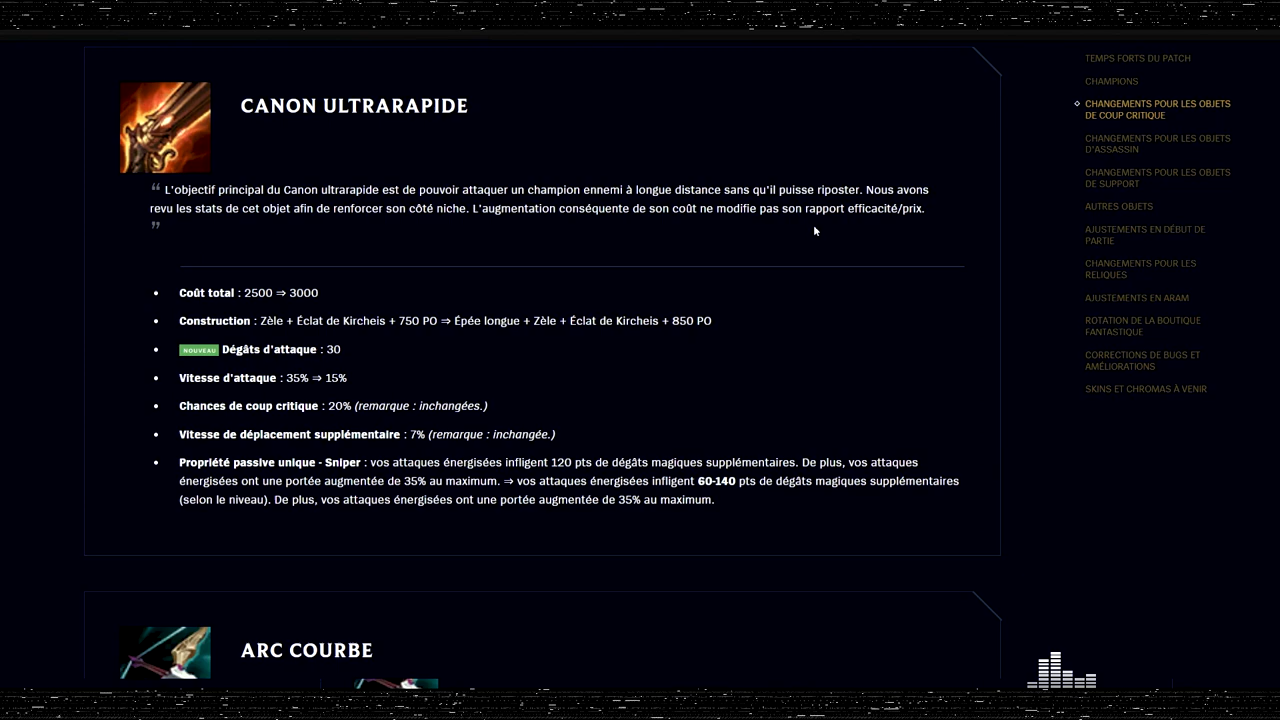 CANON ULTRARAPIDE
“ L'objectif principal du Canon ultrarapide est de pouvoir attaquer un champion ennemi à longue distance sans qu'il puisse riposter. Nous avons
revu les stats de cet objet afin de renforcer son côté niche. L'augmentation conséquente de son coût ne modifie pas son rapport efficacité/prix.
”
• Coût total : 2500 ⇒ 3000
• Construction : Zèle + Éclat de Kircheis + 750 PO ⇒ Épée longue + Zèle + Éclat de Kircheis + 850 PO
• NOUVEAU Dégâts d'attaque : 30
• Vitesse d'attaque : 35% ⇒ 15%
• Chances de coup critique : 20% (remarque : inchangées.)
• Vitesse de déplacement supplémentaire : 7% (remarque : inchangée.)
• Propriété passive unique - Sniper : vos attaques énergisées infligent 120 pts de dégâts magiques supplémentaires. De plus, vos attaques
énergisées ont une portée augmentée de 35% au maximum. ⇒ vos attaques énergisées infligent 60-140 pts de dégâts magiques supplémentaires
(selon le niveau). De plus, vos attaques énergisées ont une portée augmentée de 35% au maximum.
ARC COURBE
TEMPS FORTS DU PATCH
CHAMPIONS
CHANGEMENTS POUR LES OBJETS
DE COUP CRITIQUE
CHANGEMENTS POUR LES OBJETS
D'ASSASSIN
CHANGEMENTS POUR LES OBJETS
DE SUPPORT
AUTRES OBJETS
AJUSTEMENTS EN DÉBUT DE
PARTIE
CHANGEMENTS POUR LES
RELIQUES
AJUSTEMENTS EN ARAM
ROTATION DE LA BOUTIQUE
FANTASTIQUE
CORRECTIONS DE BUGS ET
AMÉLIORATIONS
SKINS ET CHROMAS À VENIR